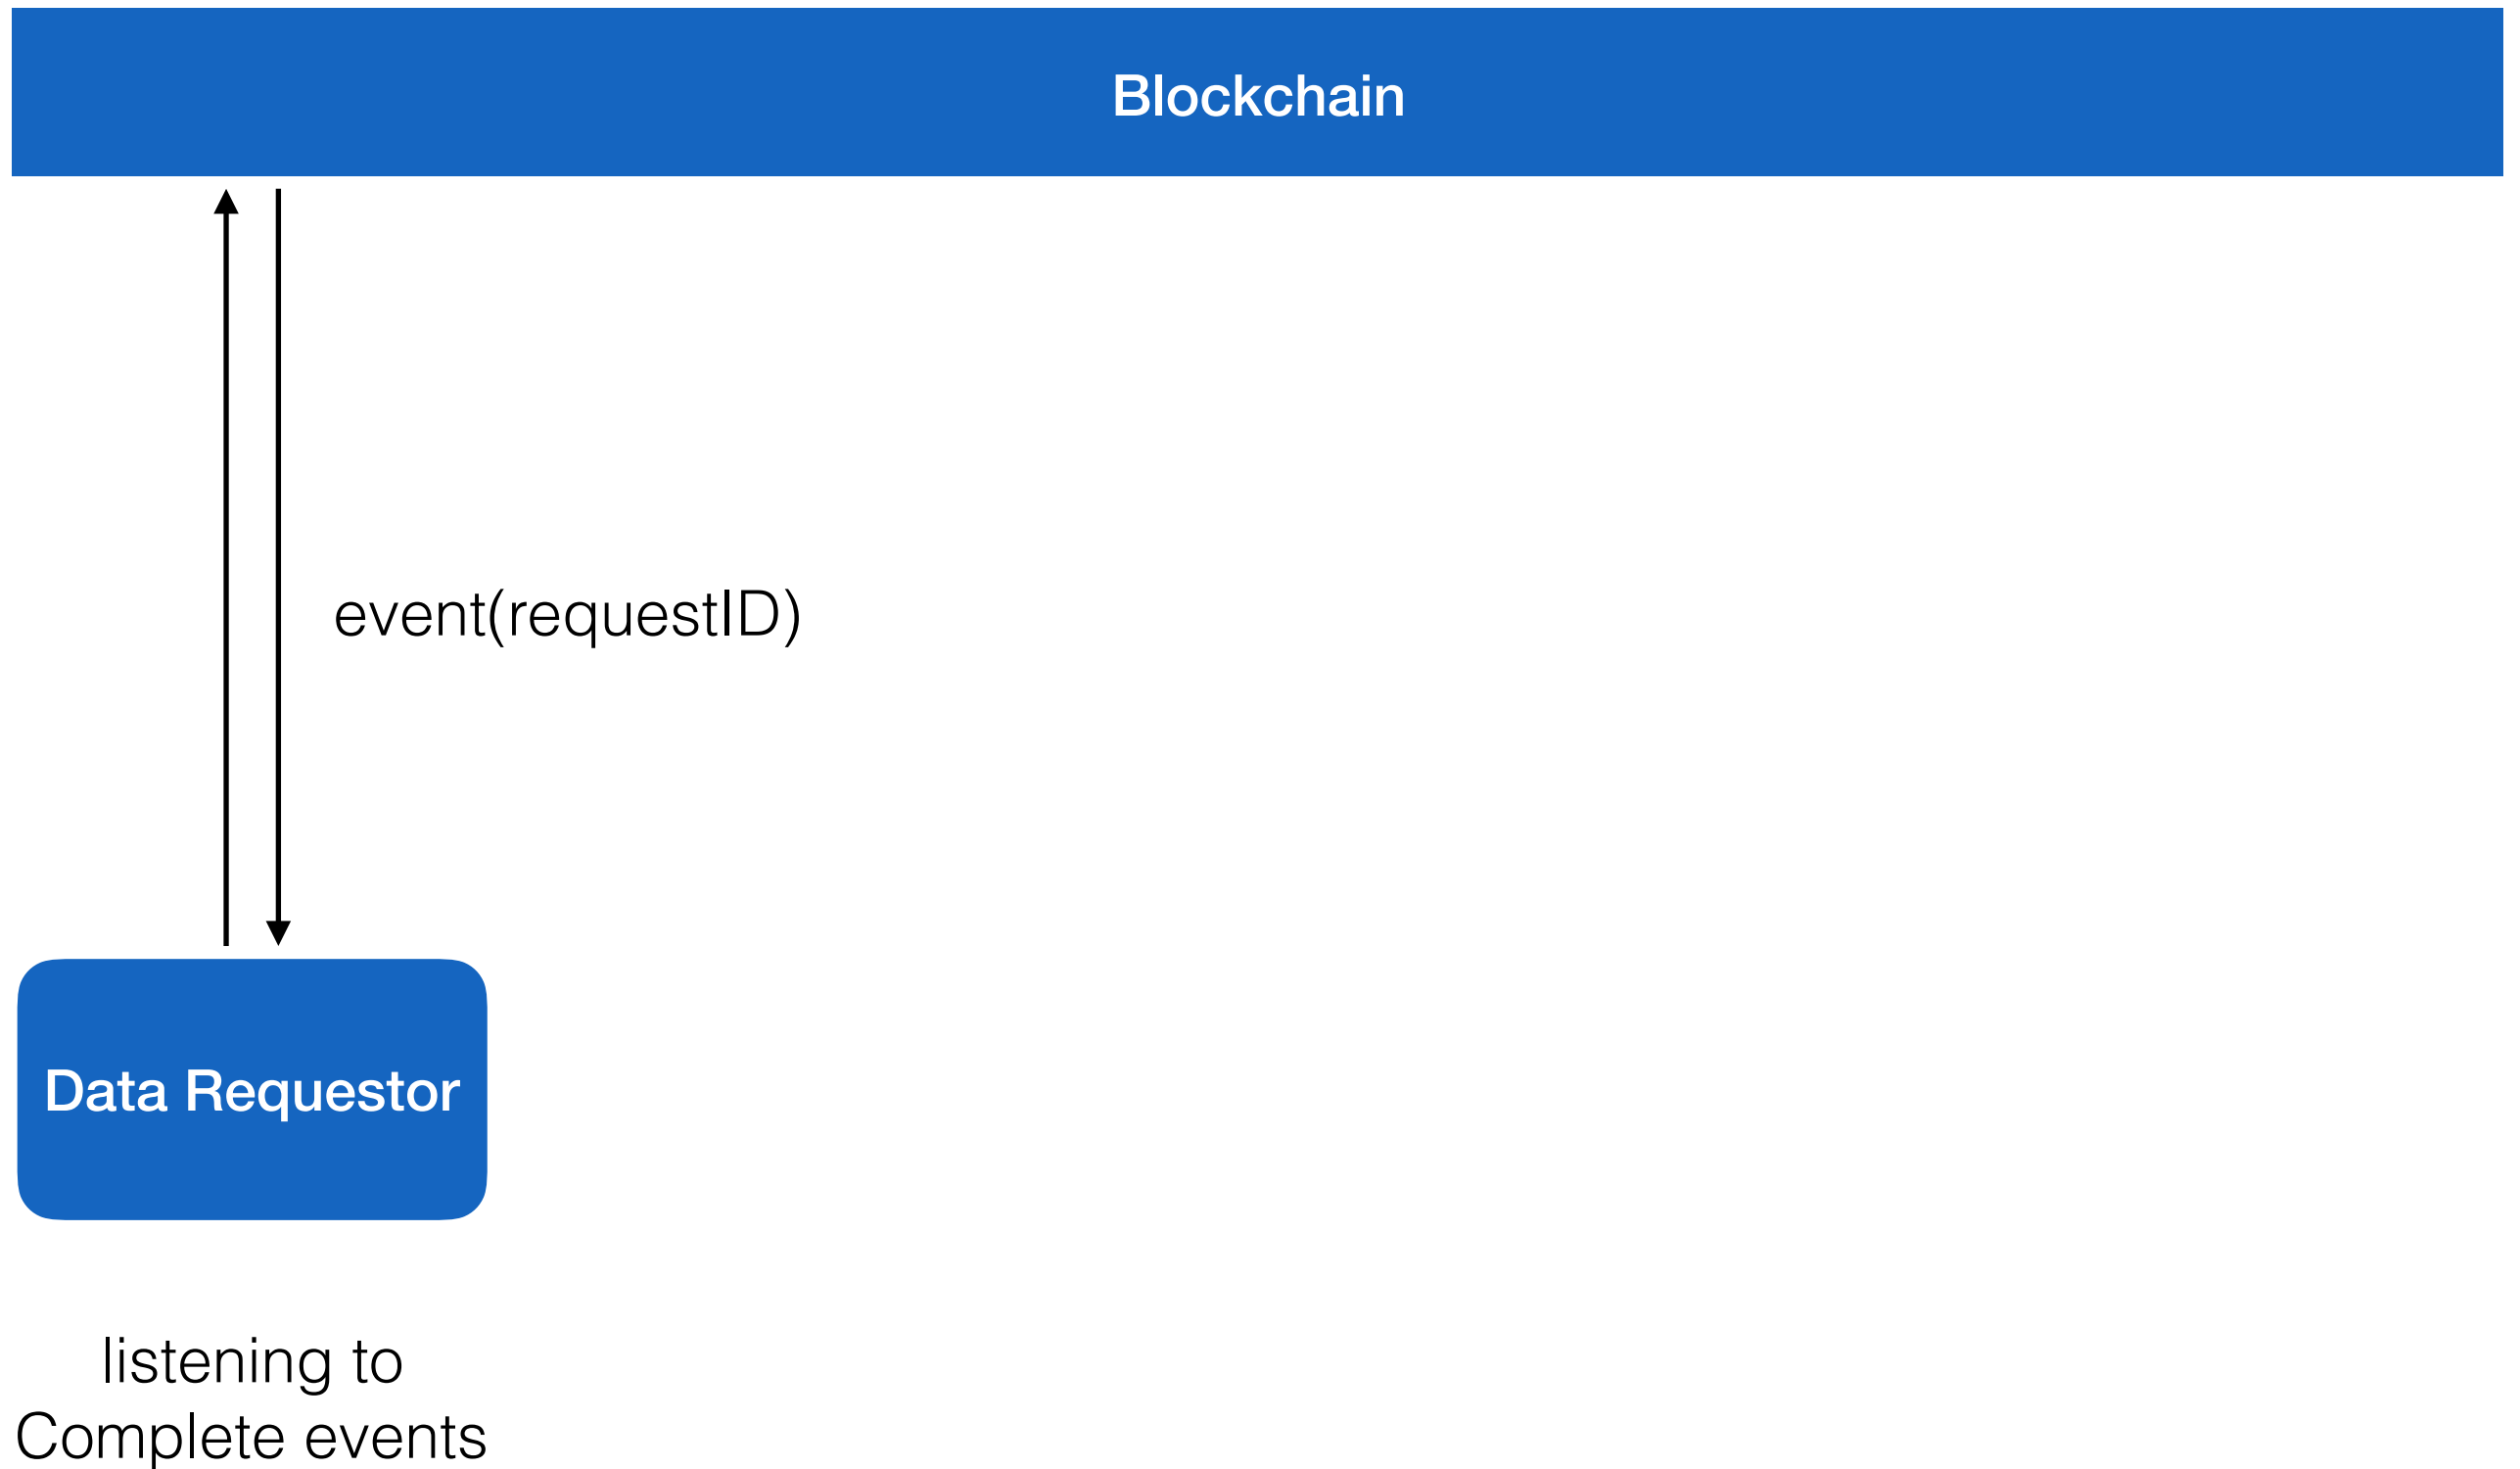 Blockchain
event(requestID)
Data Requestor
listening to
Complete events